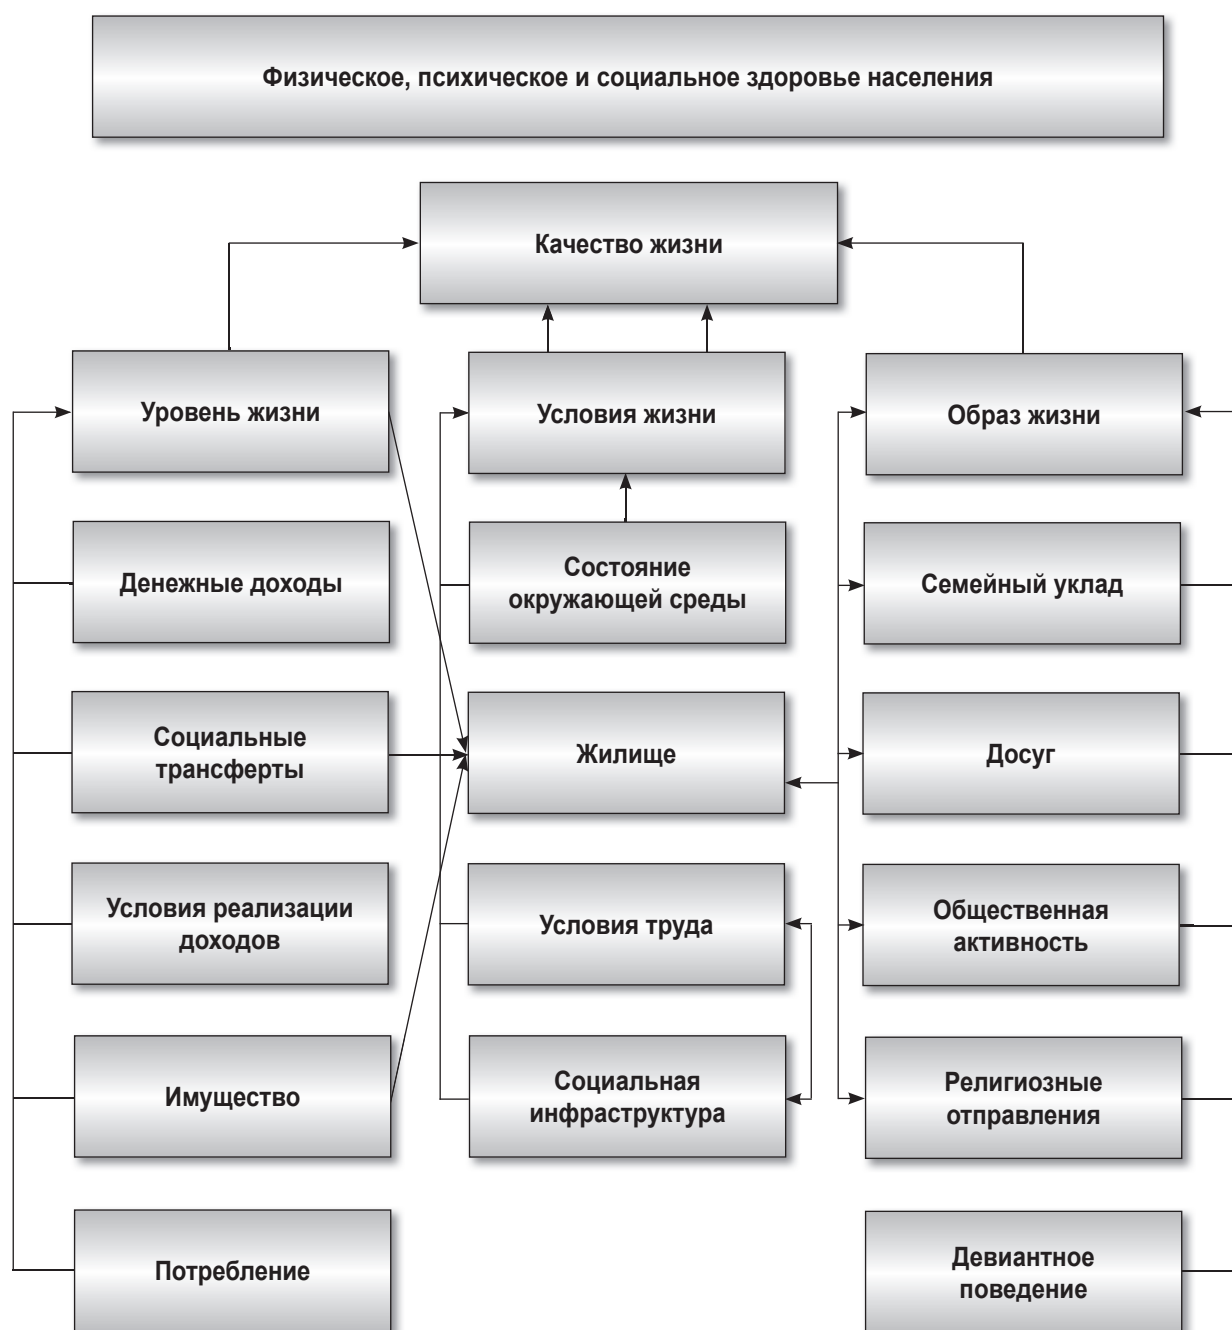 Физическое, психическое и социальное здоровье населения
Качество жизни
Уровень жизни
Условия жизни
Образ жизни
Денежные доходы
Состояние
окружающей среды
Семейный уклад
Социальные
трансферты
Жилище
Досуг
Условия реализации
доходов
Условия труда
Общественная
активность
Имущество
Социальная
инфраструктура
Религиозные
отправления
Потребление
Девиантное
поведение